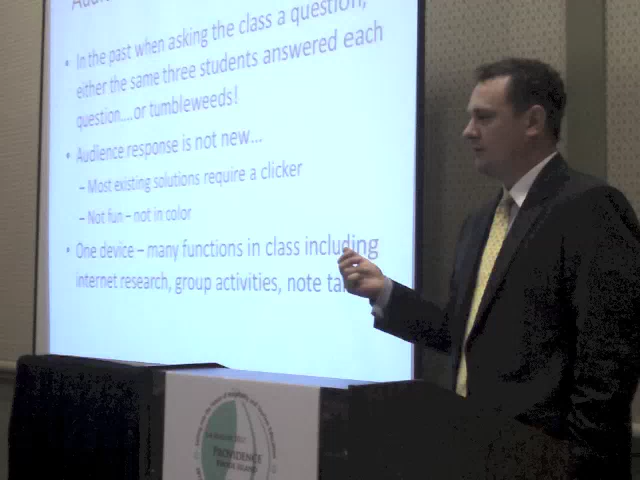 • In the past when asking the class a question,
either the same three students answered each
question....or tumbleweeds!
• Audience response is not new...
– Most existing solutions require a clicker
– Not fun – not in color
• One device – many functions in class including
internet research, group activities, note
PROVIDENCE
RHODE ISLAND